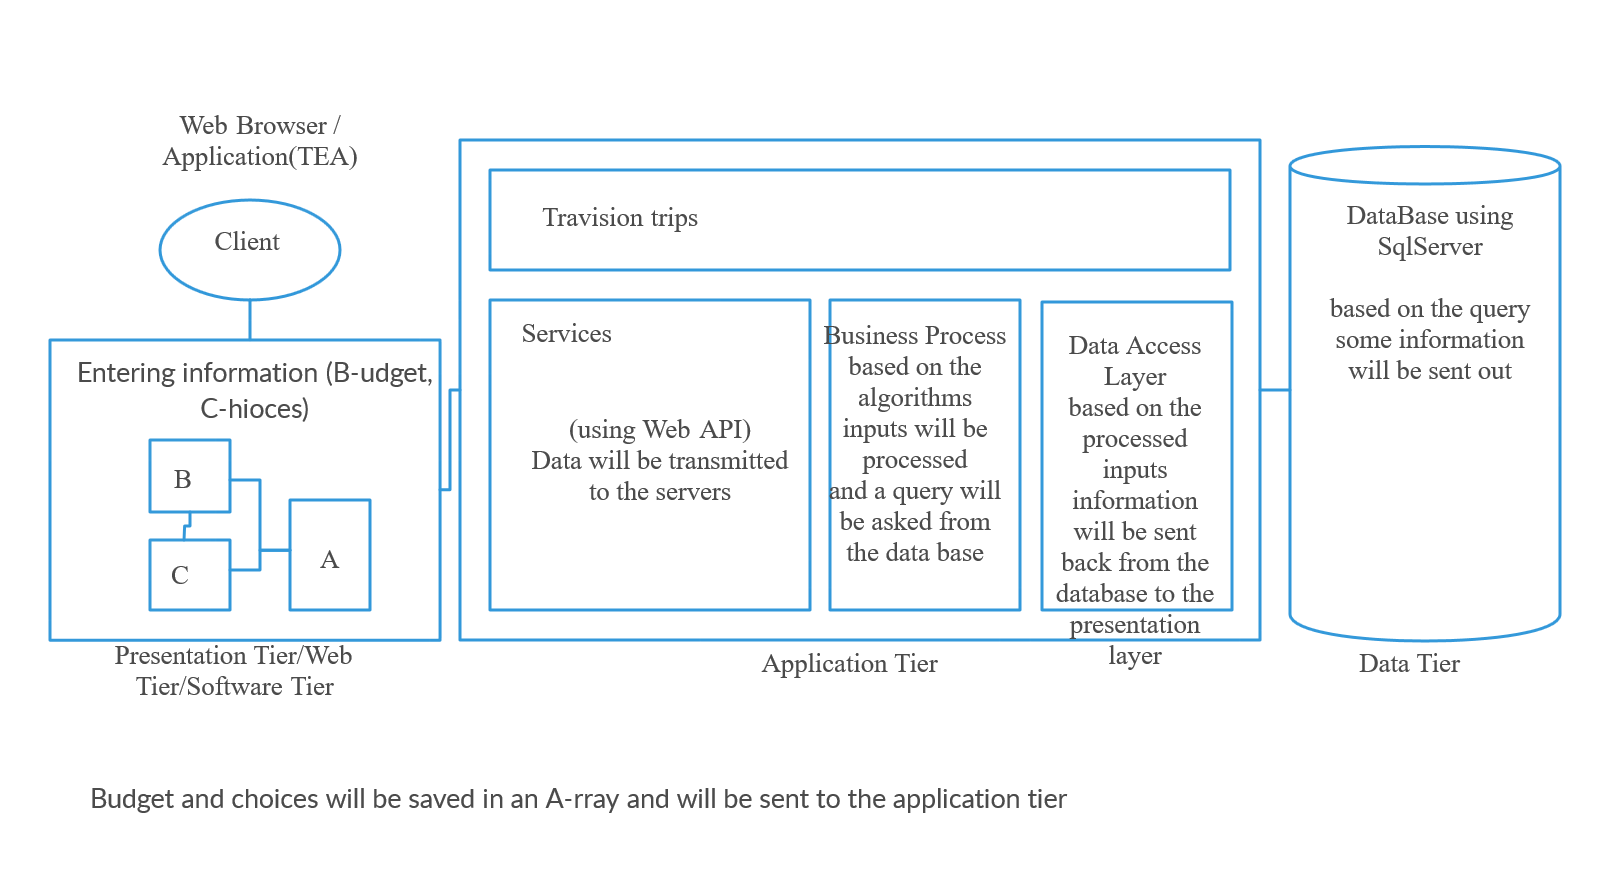 Web Browser /
Application(TEA)
Client
Entering information (B-udget,
C-hioces)
B
C
A
Presentation Tier/Web
Tier/Software Tier
Travision trips
Services
(using Web API)
Data will be transmitted
to the servers
Business Process
based on the
algorithms
inputs will be
processed
and a query will
be asked from
the data base
Data Access
Layer
based on the
processed
inputs
information
will be sent
back from the
database to the
presentation
layer
Application Tier
DataBase using
SqlServer
based on the query
some information
will be sent out
Data Tier
Budget and choices will be saved in an A-rray and will be sent to the application tier